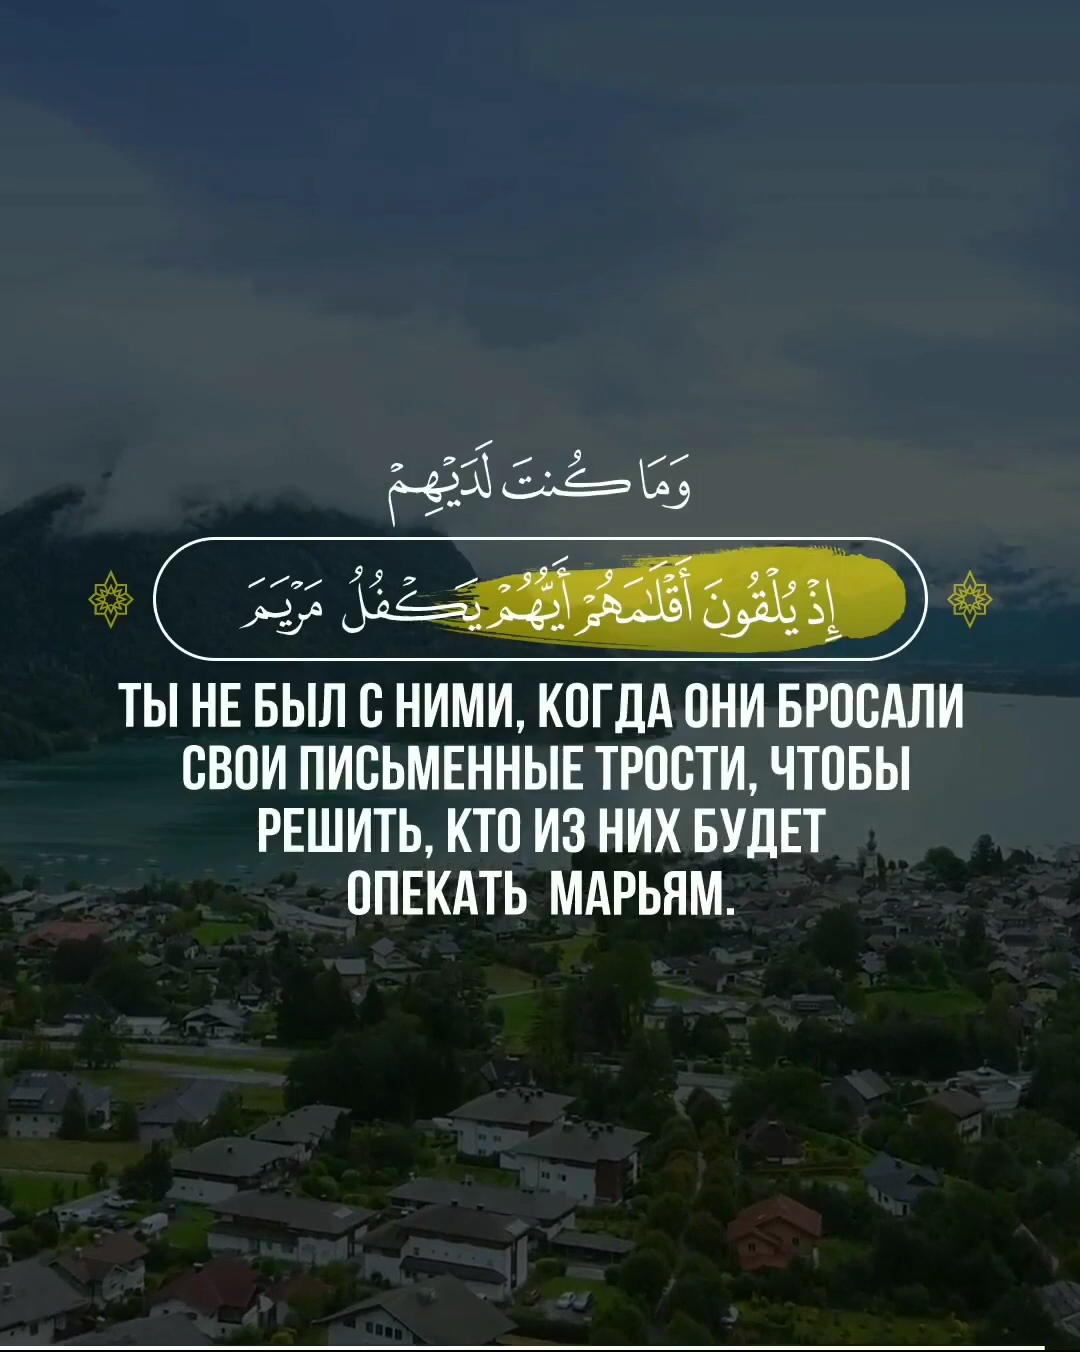 وَمَا كُنتَ لَدَيْهِمْ
إِذْ يُلْقُونَ أَقْلَٰمَهُمْ أَيُّهُمْ يَكْفُلُ مَرْيَمَ
ТЫ НЕ БЫЛ С НИМИ, КОГДА ОНИ БРОСАЛИ
СВОИ ПИСЬМЕННЫЕ ТРОСТИ, ЧТОБЫ
РЕШИТЬ, КТО ИЗ НИХ БУДЕТ
ОПЕКАТЬ МАРЬЯМ.